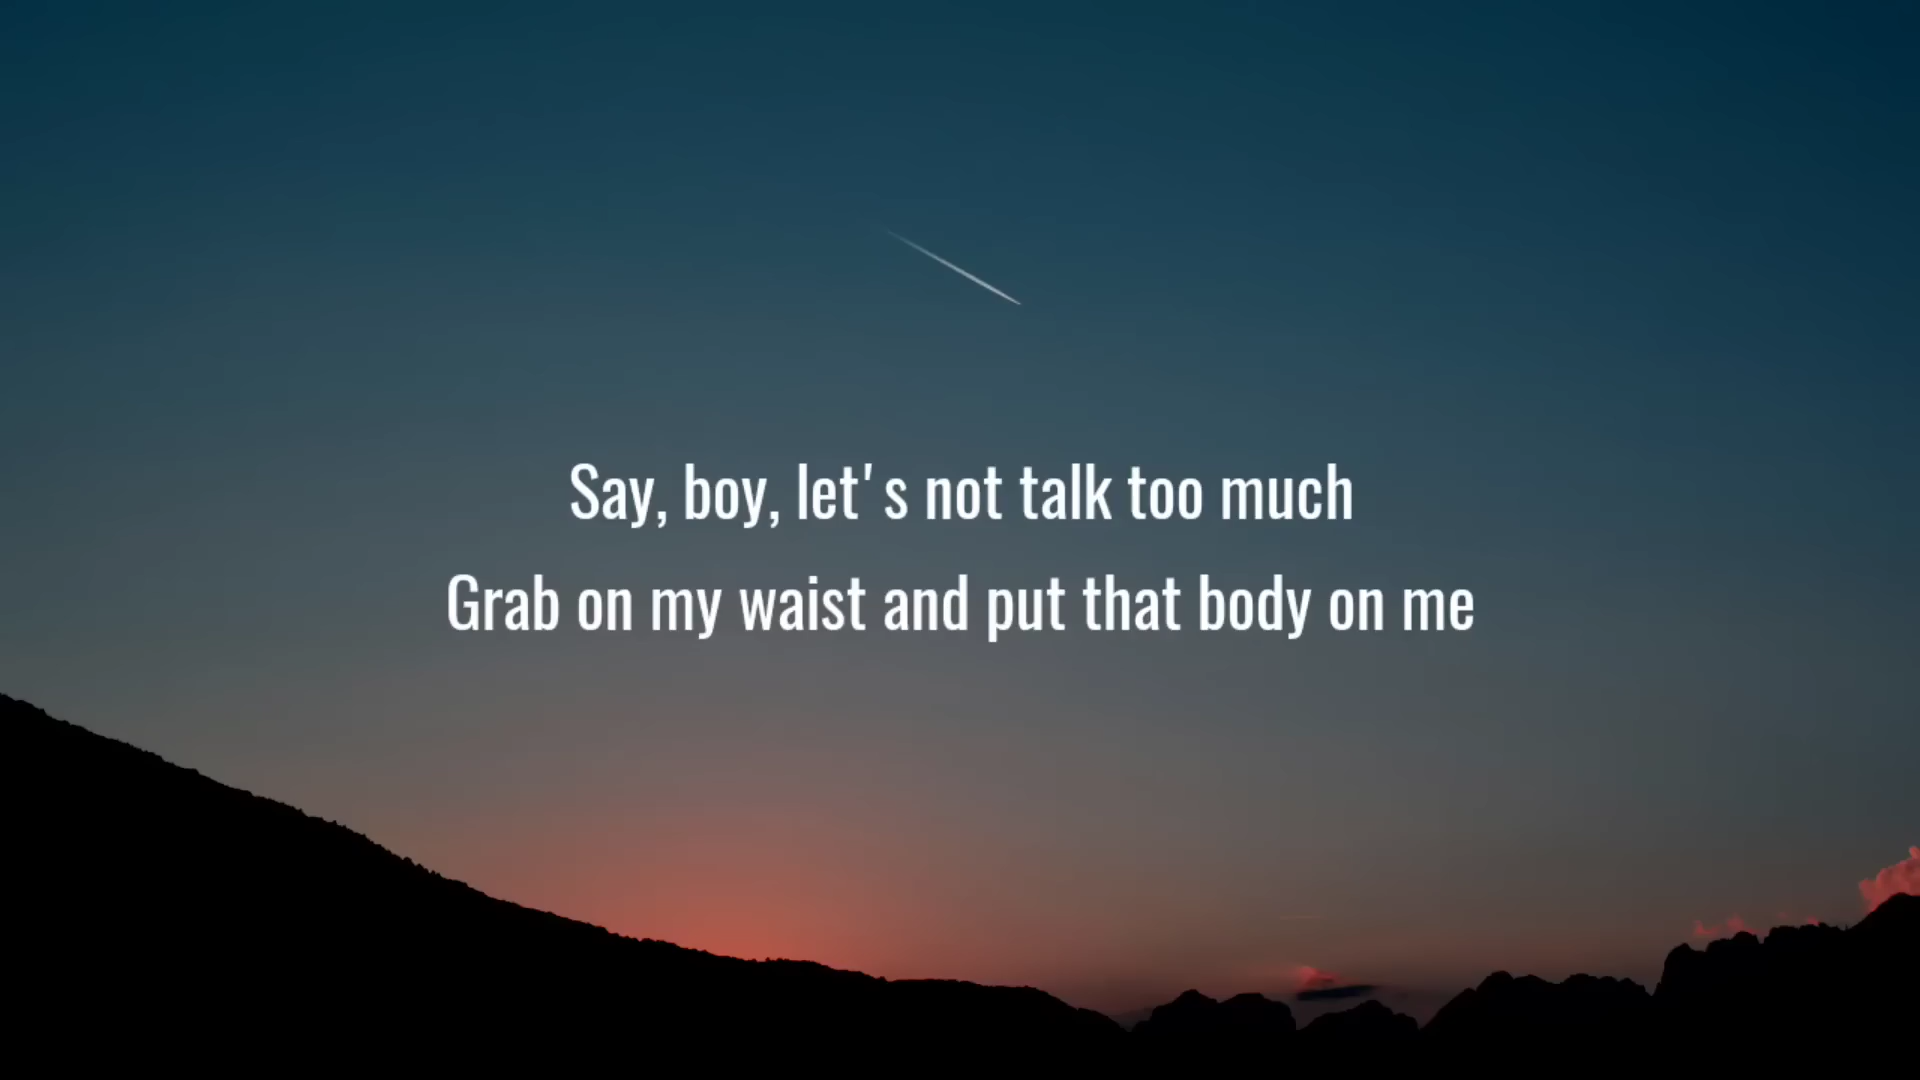 Say, boy, let's not talk too much
Grab on my waist and put that body on me